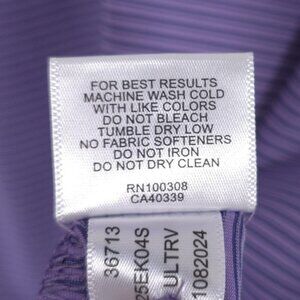 FOR BEST RESULTS
MACHINE WASH COLD
WITH LIKE COLORS
DO NOT BLEACH
TUMBLE DRY LOW
NO FABRIC SOFTENERS
DO NOT IRON
DO NOT DRY CLEAN
RN100308
CA40339
36713
25EK04S
ULTRV
1082024